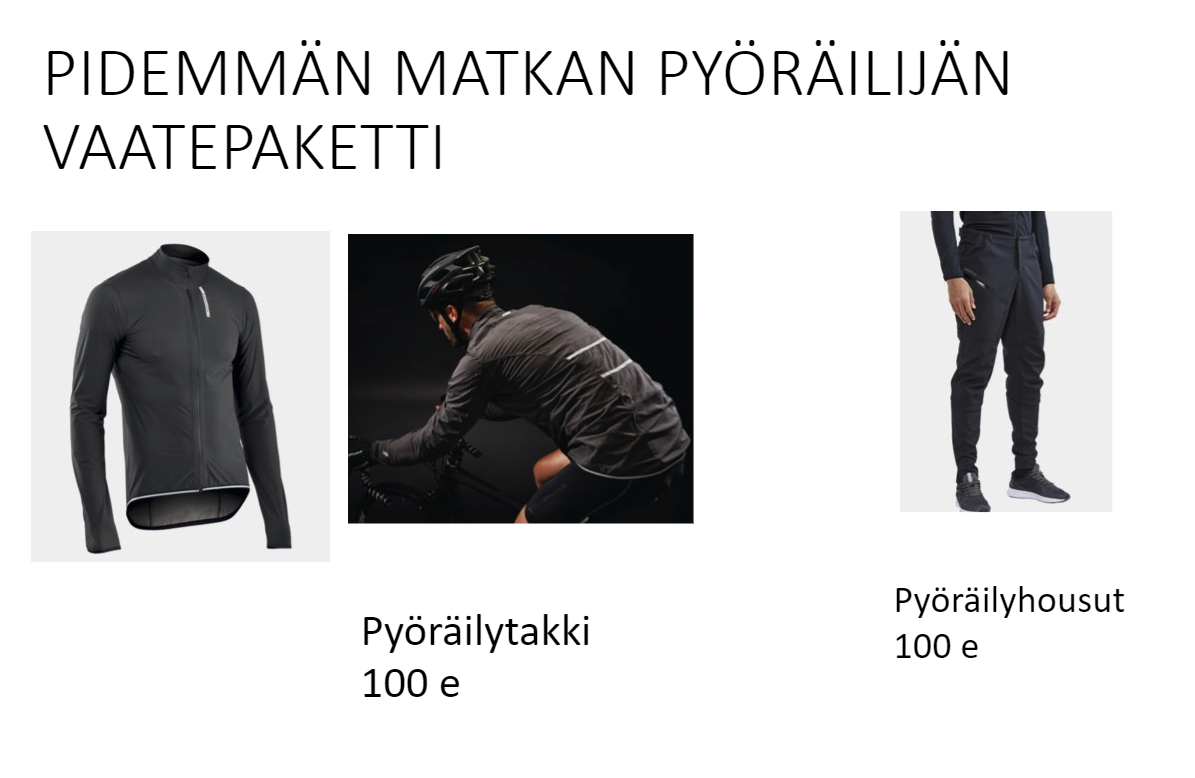 PIDEMMÄN MATKAN PYÖRÄILIJÄN
VAATEPAKETTI
Pyöräilytakki
100 e
Pyöräilyhousut
100 e